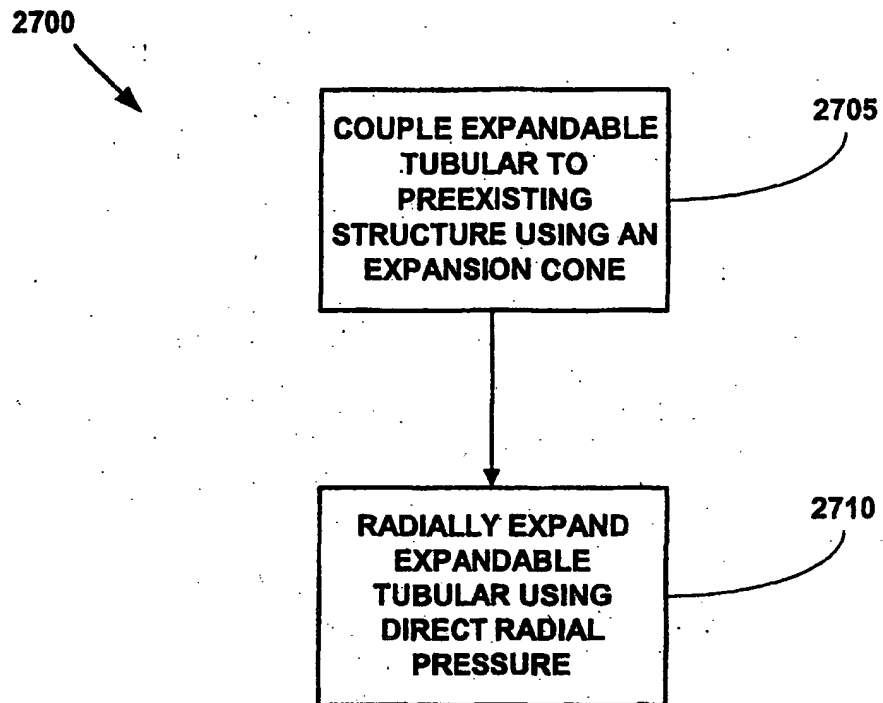 2700
2705
COUPLE EXPANDABLE
TUBULAR TO
PREEXISTING
STRUCTURE USING AN
EXPANSION CONE
2710
RADIALLY EXPAND
EXPANDABLE
TUBULAR USING
DIRECT RADIAL
PRESSURE